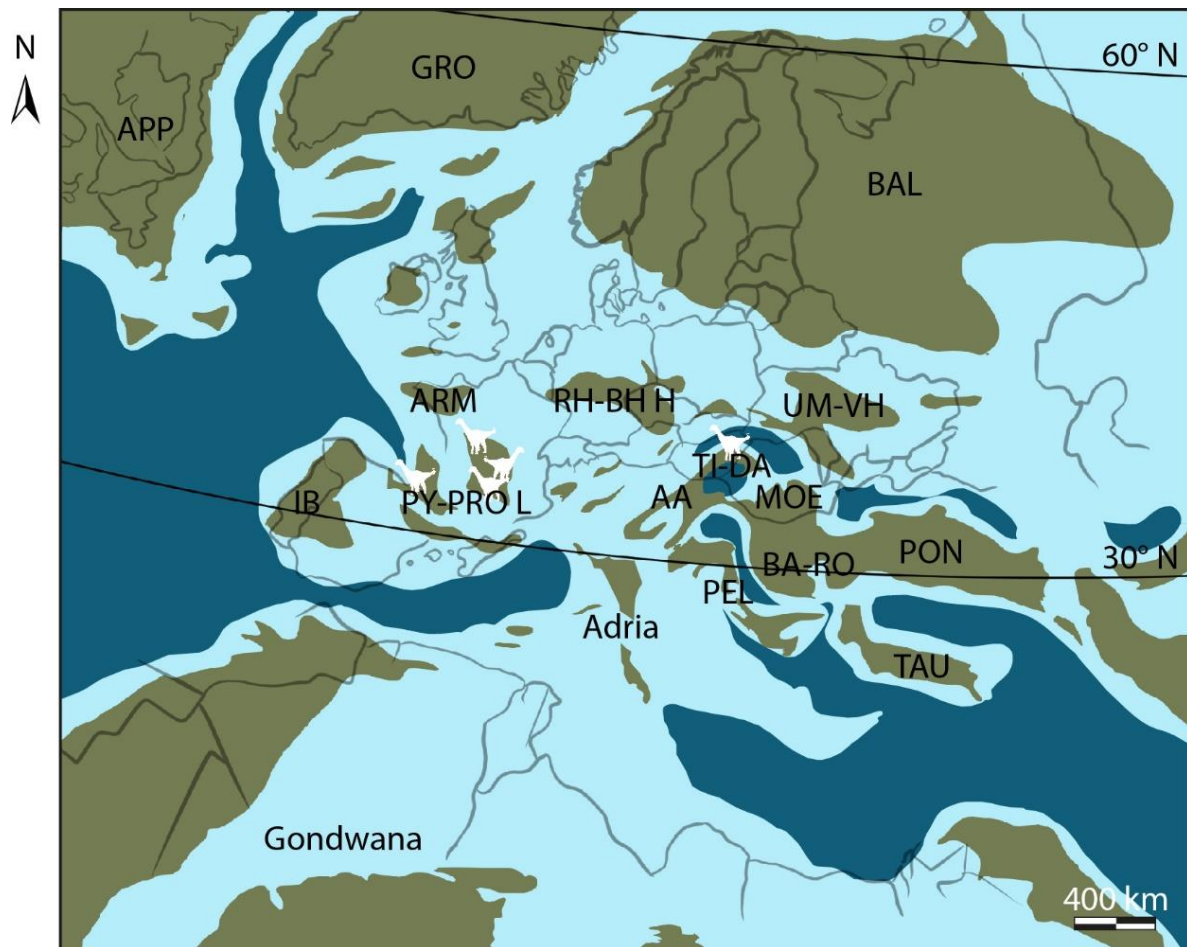 N
60° N
GRO
APP
BAL
ARM
RH-BH H
UM-VH
TI-DA
IB
PY-PRO L
AA
MOE
BA-RO
PON
30° N
PEL
Adria
TAU
Gondwana
400 km